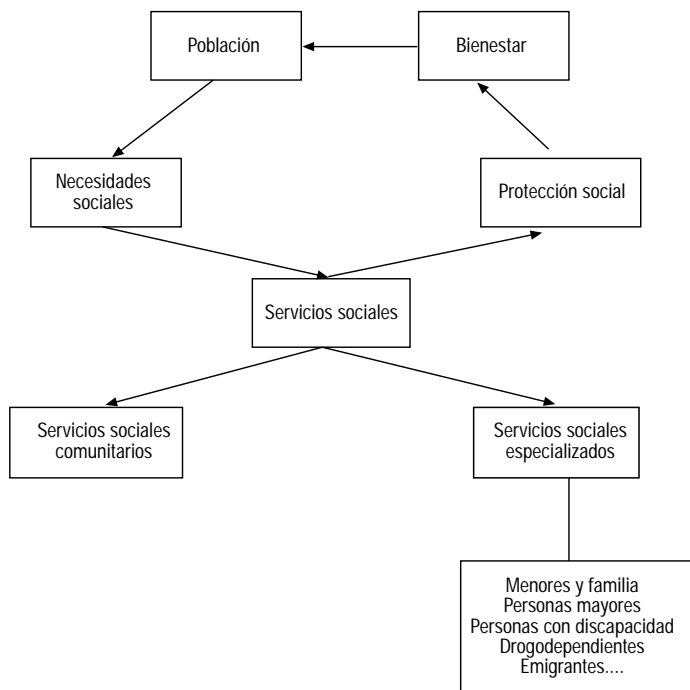 Población
Bienestar
Necesidades
sociales
Protección social
Servicios sociales
Servicios sociales
comunitarios
Servicios sociales
especializados
Menores y familia
Personas mayores
Personas con discapacidad
Drogodependientes
Emigrantes....